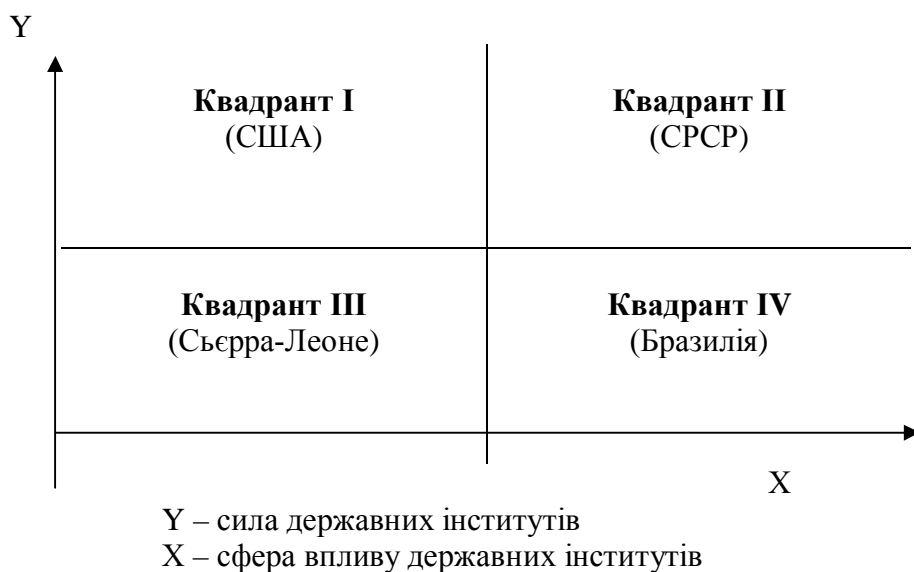 Y
Квадрант I
(США)
Квадрант II
(СРСР)
Квадрант III
(Сьєрра-Леоне)
Квадрант IV
(Бразилія)
X
Y – сила державних інститутів
X – сфера впливу державних інститутів